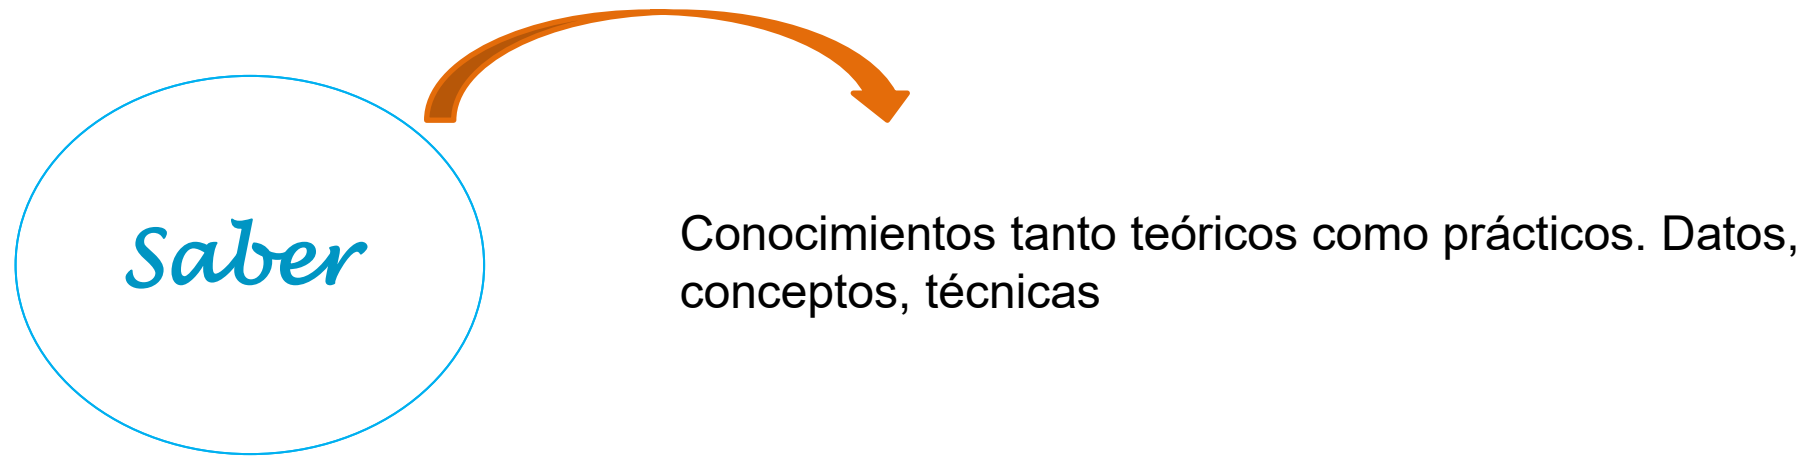 Saber
Conocimientos tanto teóricos como prácticos. Datos,
conceptos, técnicas